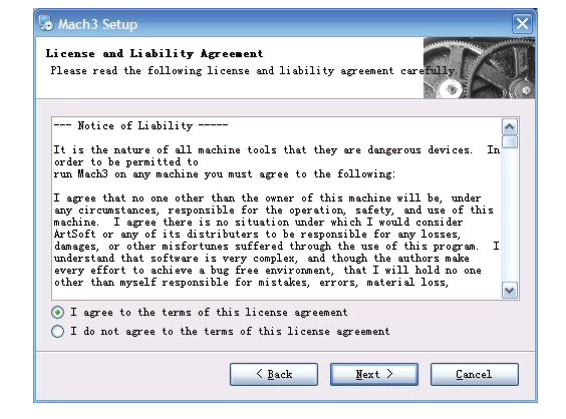 Mach3 Setup
License and Liability Agreement
Please read the following license and liability agreement carefully.
--- Notice of Liability -----
It is the nature of all machine tools that they are dangerous devices.  In
order to be permitted to
run Mach3 on any machine you must agree to the following:
I agree that no one other than the owner of this machine will be, under
any circumstances, responsible for the operation, safety, and use of this
machine.  I agree there is no situation under which I would consider
ArtSoft or any of its distributers to be responsible for any losses,
damages, or other misfortunes suffered through the use of this program.  I
understand that software is very complex, and though the authors make
every effort to achieve a bug free environment, that I will hold no one
other than myself responsible for mistakes, errors, material loss,
I agree to the terms of this license agreement
I do not agree to the terms of this license agreement
< Back Next > Cancel